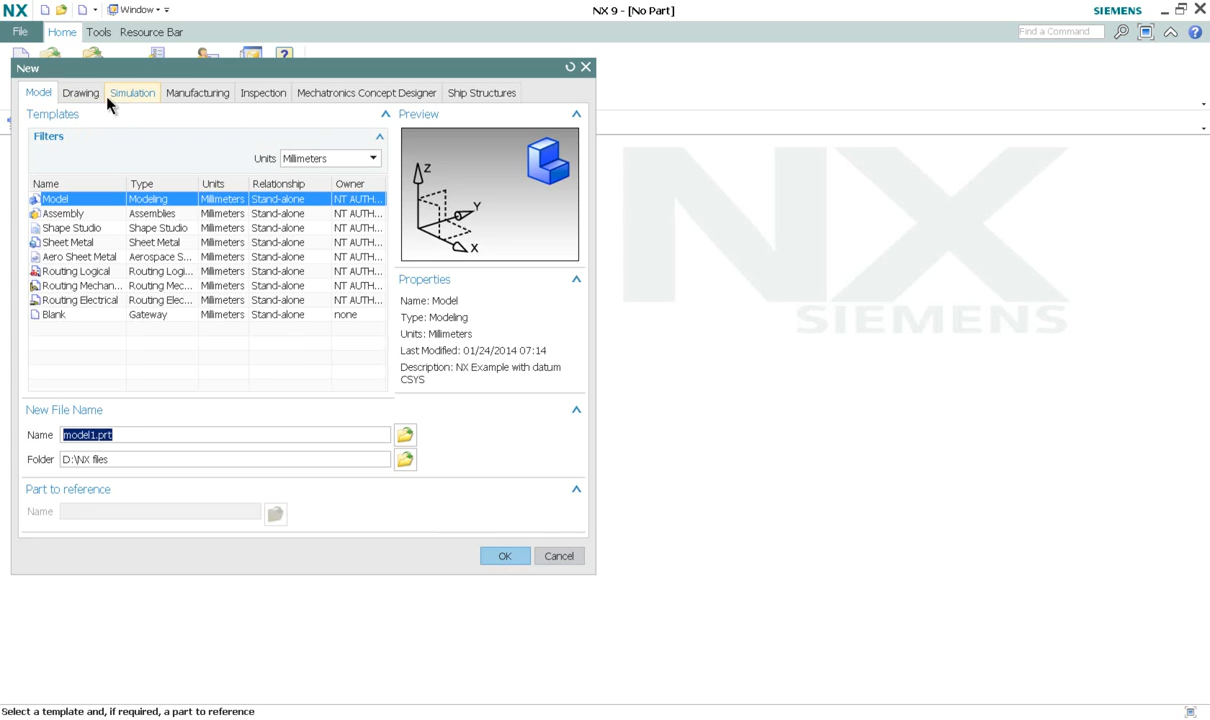 NX Window NX 9 - [No Part] SIEMENS
File Home Tools Resource Bar Find a Command
New
Model Drawing Simulation Manufacturing Inspection Mechatronics Concept Designer Ship Structures
Templates
Filters
Units Millimeters
Name Type Units Relationship Owner
Model Modeling Millimeters Stand-alone NT AUTH...
Assembly Assemblies Millimeters Stand-alone NT AUTH...
Shape Studio Shape Studio Millimeters Stand-alone NT AUTH...
Sheet Metal Sheet Metal Millimeters Stand-alone NT AUTH...
Aero Sheet Metal Aerospace S... Millimeters Stand-alone NT AUTH...
Routing Logical Routing Logi... Millimeters Stand-alone NT AUTH...
Routing Mechan... Routing Mec... Millimeters Stand-alone NT AUTH...
Routing Electrical Routing Elec... Millimeters Stand-alone NT AUTH...
Blank Gateway Millimeters Stand-alone none
Preview
Z
Y
X
Properties
Name: Model
Type: Modeling
Units: Millimeters
Last Modified: 01/24/2014 07:14
Description: NX Example with datum
CSYS
New File Name
Name model1.prt
Folder D:\NX files
Part to reference
Name
OK Cancel
NX
SIEMENS
Select a template and, if required, a part to reference